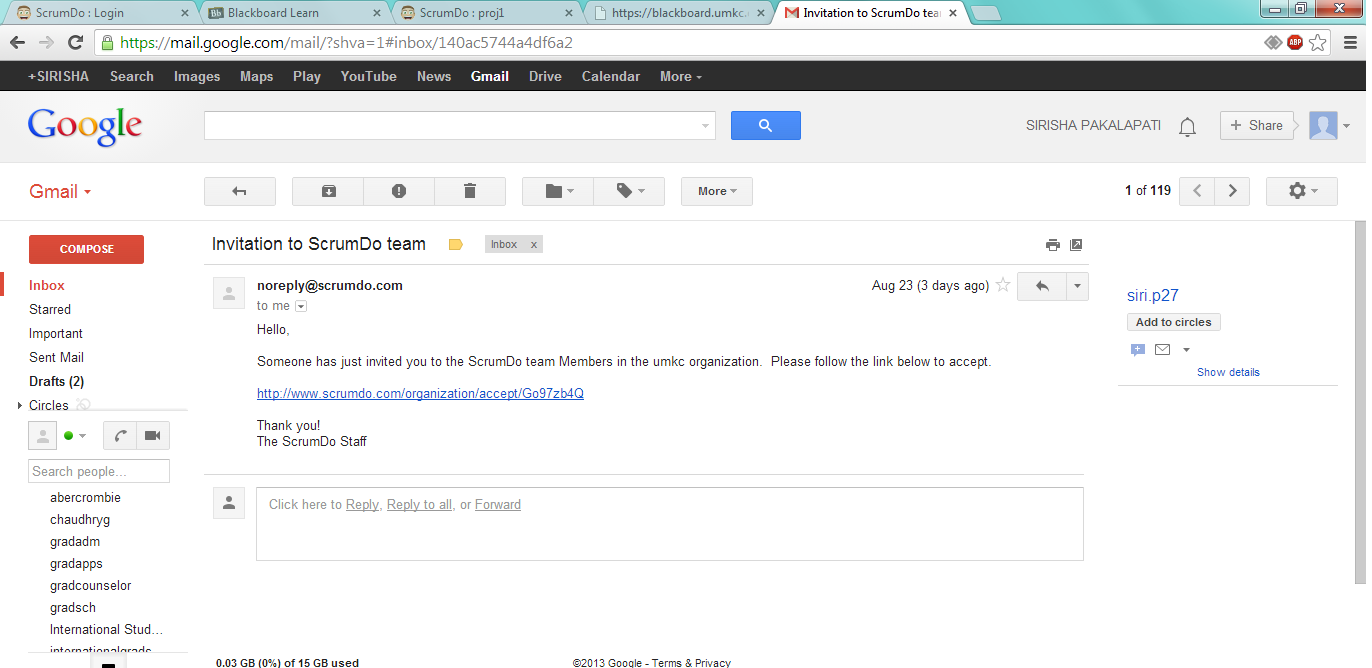 ScrumDo : Login
Blackboard Learn
ScrumDo : proj1
https://blackboard.umkc.
Invitation to ScrumDo tea
https://mail.google.com/mail/?shva=1#inbox/140ac5744a4df6a2
ABP
+SIRISHA Search Images Maps Play YouTube News Gmail Drive Calendar More
Google
SIRISHA PAKALAPATI
+ Share
Gmail
More
1 of 119
COMPOSE
Inbox
Starred
Important
Sent Mail
Drafts (2)
Circles
Search people...
abercrombie
chaudhryg
gradadm
gradapps
gradcounselor
gradsch
International Stud...
internationalgrads
Invitation to ScrumDo team
Inbox x
noreply@scrumdo.com
Aug 23 (3 days ago)
to me
Hello,
Someone has just invited you to the ScrumDo team Members in the umkc organization.  Please follow the link below to accept.
http://www.scrumdo.com/organization/accept/Go97zb4Q
Thank you!
The ScrumDo Staff
Click here to Reply, Reply to all, or Forward
siri.p27
Add to circles
Show details
0.03 GB (0%) of 15 GB used
©2013 Google - Terms & Privacy